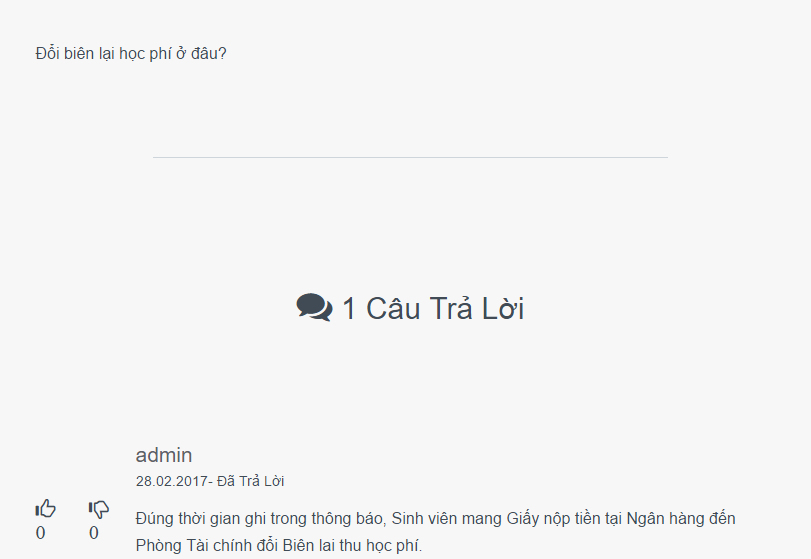 Đổi biên lại học phí ở đâu?
1 Câu Trả Lời
admin
28.02.2017- Đã Trả Lời
0
0
Đúng thời gian ghi trong thông báo, Sinh viên mang Giấy nộp tiền tại Ngân hàng đến
Phòng Tài chính đổi Biên lai thu học phí.